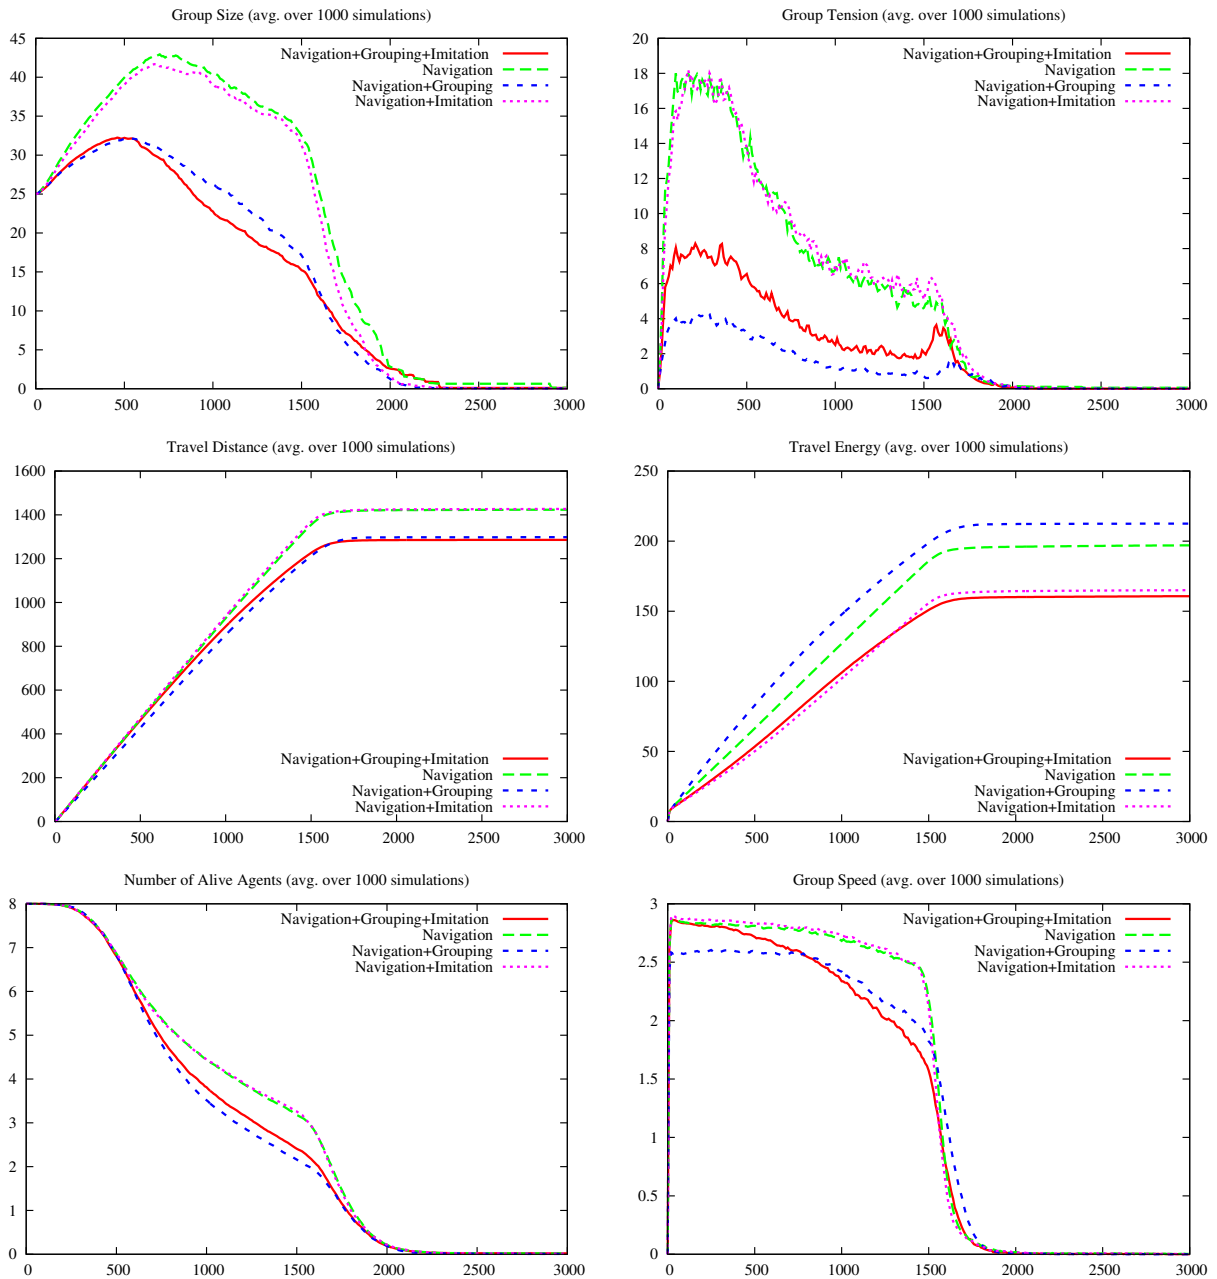 Group Size (avg. over 1000 simulations)
45
40
35
30
25
20
15
10
5
0
0 500 1000 1500 2000 2500 3000
Navigation+Grouping+Imitation
Navigation
Navigation+Grouping
Navigation+Imitation
Group Tension (avg. over 1000 simulations)
20
18
16
14
12
10
8
6
4
2
0
0 500 1000 1500 2000 2500 3000
Navigation+Grouping+Imitation
Navigation
Navigation+Grouping
Navigation+Imitation
Travel Distance (avg. over 1000 simulations)
1600
1400
1200
1000
800
600
400
200
0
0 500 1000 1500 2000 2500 3000
Navigation+Grouping+Imitation
Navigation
Navigation+Grouping
Navigation+Imitation
Travel Energy (avg. over 1000 simulations)
250
200
150
100
50
0
0 500 1000 1500 2000 2500 3000
Navigation+Grouping+Imitation
Navigation
Navigation+Grouping
Navigation+Imitation
Number of Alive Agents (avg. over 1000 simulations)
8
7
6
5
4
3
2
1
0
0 500 1000 1500 2000 2500 3000
Navigation+Grouping+Imitation
Navigation
Navigation+Grouping
Navigation+Imitation
Group Speed (avg. over 1000 simulations)
3
2.5
2
1.5
1
0.5
0
0 500 1000 1500 2000 2500 3000
Navigation+Grouping+Imitation
Navigation
Navigation+Grouping
Navigation+Imitation